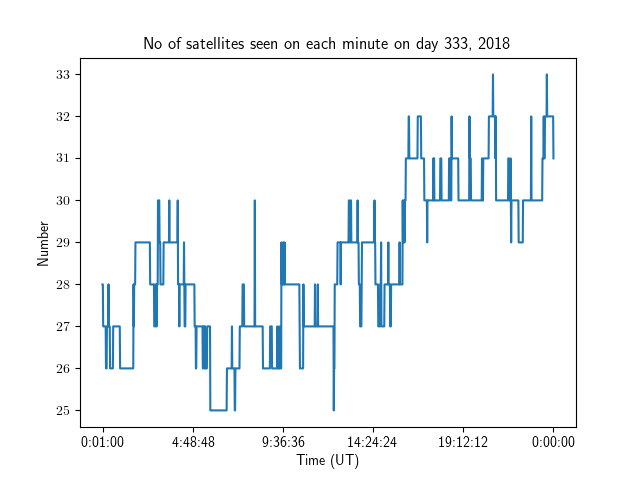 No of satellites seen on each minute on day 333, 2018
33
32
31
30
29
28
27
26
25
Number
0:01:00 4:48:48 9:36:36 14:24:24 19:12:12 0:00:00
Time (UT)